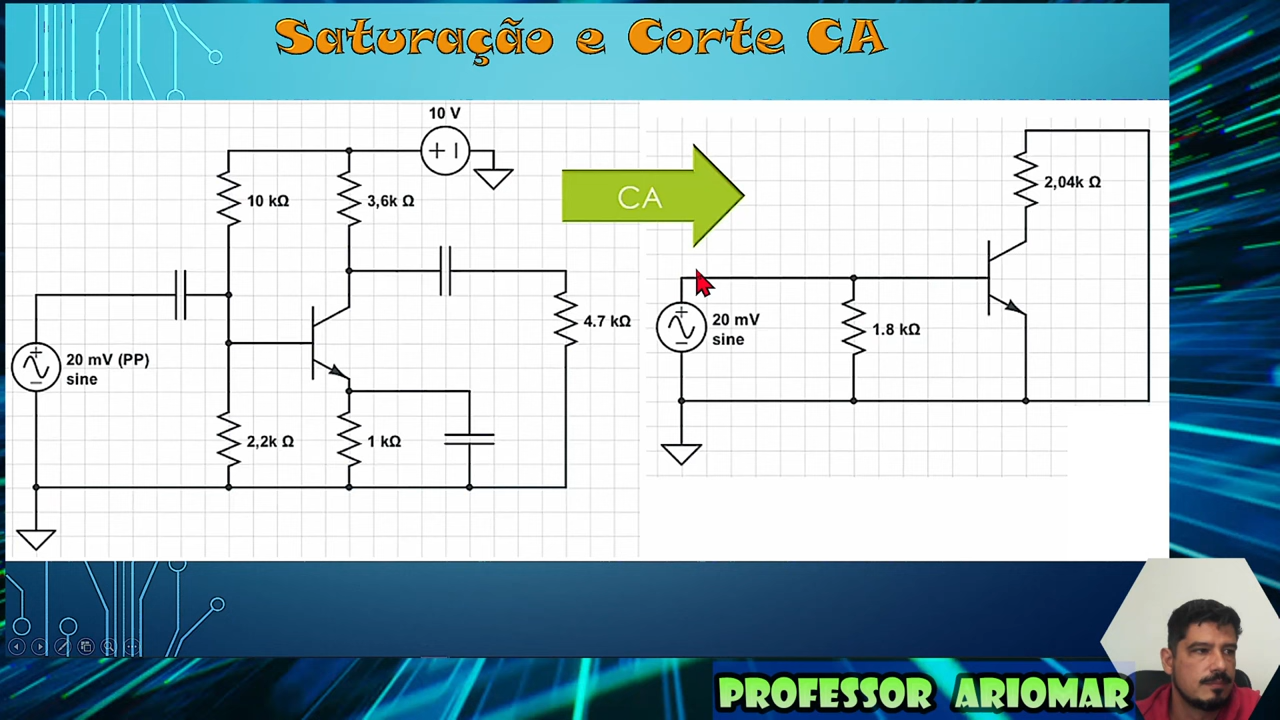 Saturação e Corte CA
10 V
10 kΩ
3,6k Ω
CA
2,04k Ω
20 mV (PP)
sine
4.7 kΩ
20 mV
sine
1.8 kΩ
2,2k Ω
1 kΩ
PROFESSOR ARIOMAR